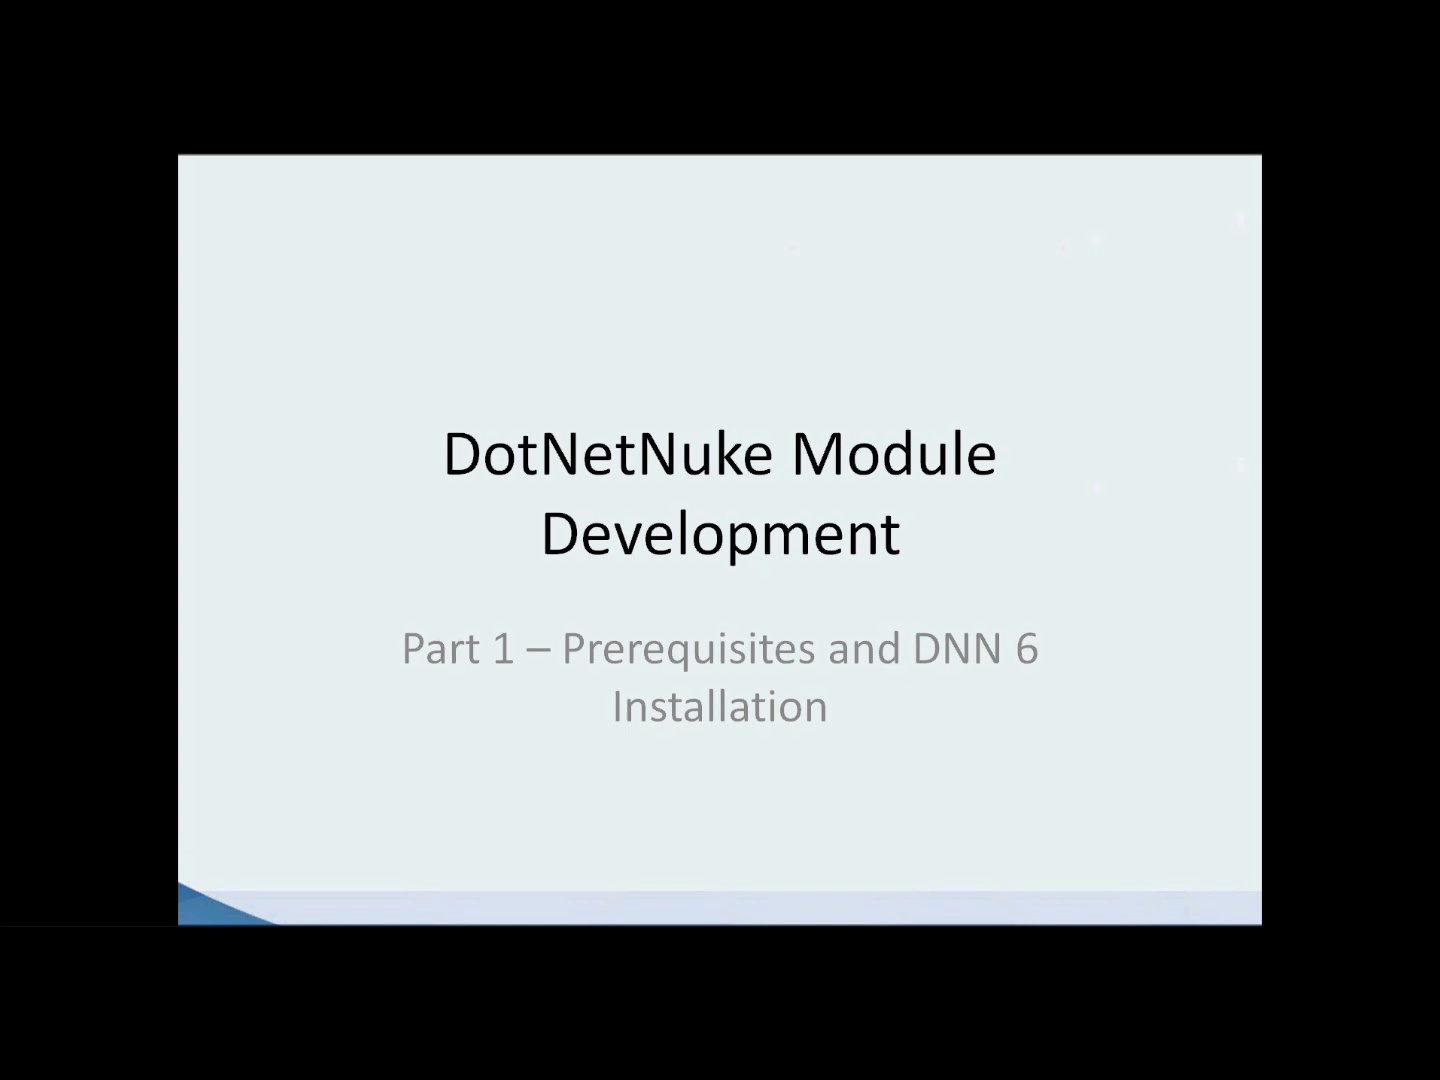 DotNetNuke Module
Development
Part 1 – Prerequisites and DNN 6
Installation